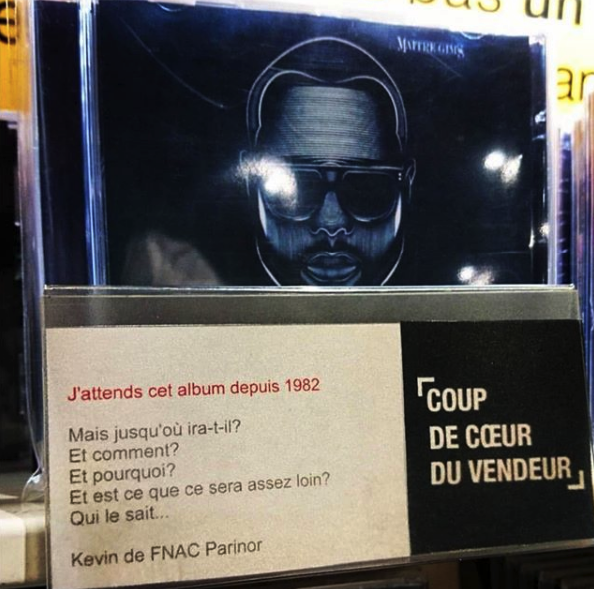 un
MAITRE GIMS
J'attends cet album depuis 1982
Mais jusqu'où ira-t-il?
Et comment?
Et pourquoi?
Et est ce que ce sera assez loin?
Qui le sait...
Kevin de FNAC Parinor
COUP
DE CŒUR
DU VENDEUR